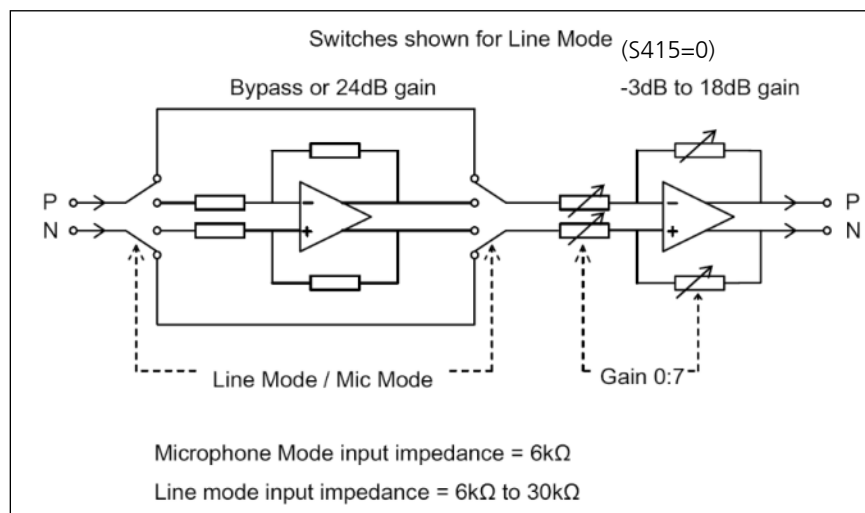 Switches shown for Line Mode (S415=0)
Bypass or 24dB gain
-3dB to 18dB gain
P
N
−
+
−
+
P
N
Line Mode / Mic Mode
Gain 0:7
Microphone Mode input impedance = 6kΩ
Line mode input impedance = 6kΩ to 30kΩ